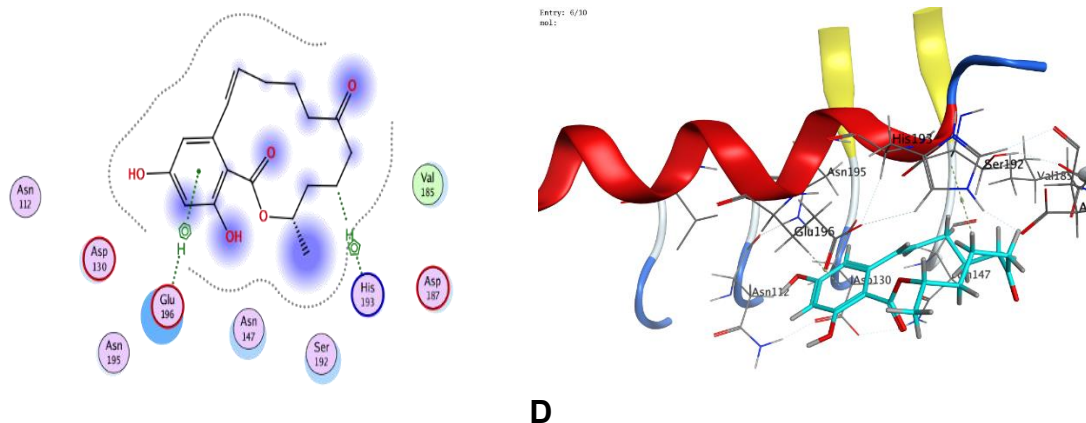 Entry: 6/10
mol:
O
O
HO
O
OH
H
H
Asn
112
Asp
130
Glu
196
Asn
195
Asn
147
Ser
192
His
193
Asp
187
Val
185
His193
Ser192
Val185
Asn195
Glu196
Asn112
Asp130
D